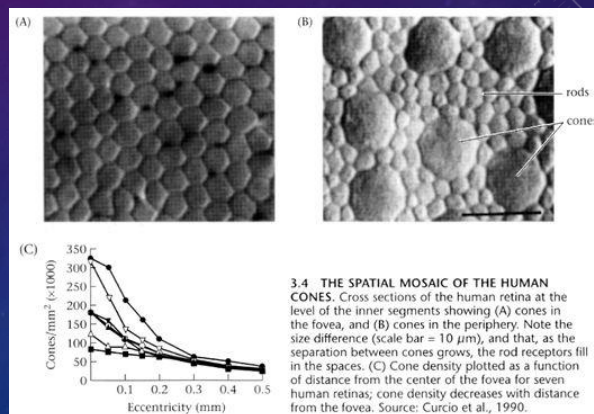 (A)
(B)
rods
cones
(C)
Cones/mm² (×1000)
350
300
250
200
150
100
50
0
0.1
0.2
0.3
0.4
0.5
Eccentricity (mm)
3.4 THE SPATIAL MOSAIC OF THE HUMAN
CONES. Cross sections of the human retina at the
level of the inner segments showing (A) cones in
the fovea, and (B) cones in the periphery. Note the
size difference (scale bar = 10 μm), and that, as the
separation between cones grows, the rod receptors fill
in the spaces. (C) Cone density plotted as a function
of distance from the center of the fovea for seven
human retinas; cone density decreases with distance
from the fovea. Source: Curcio et al., 1990.